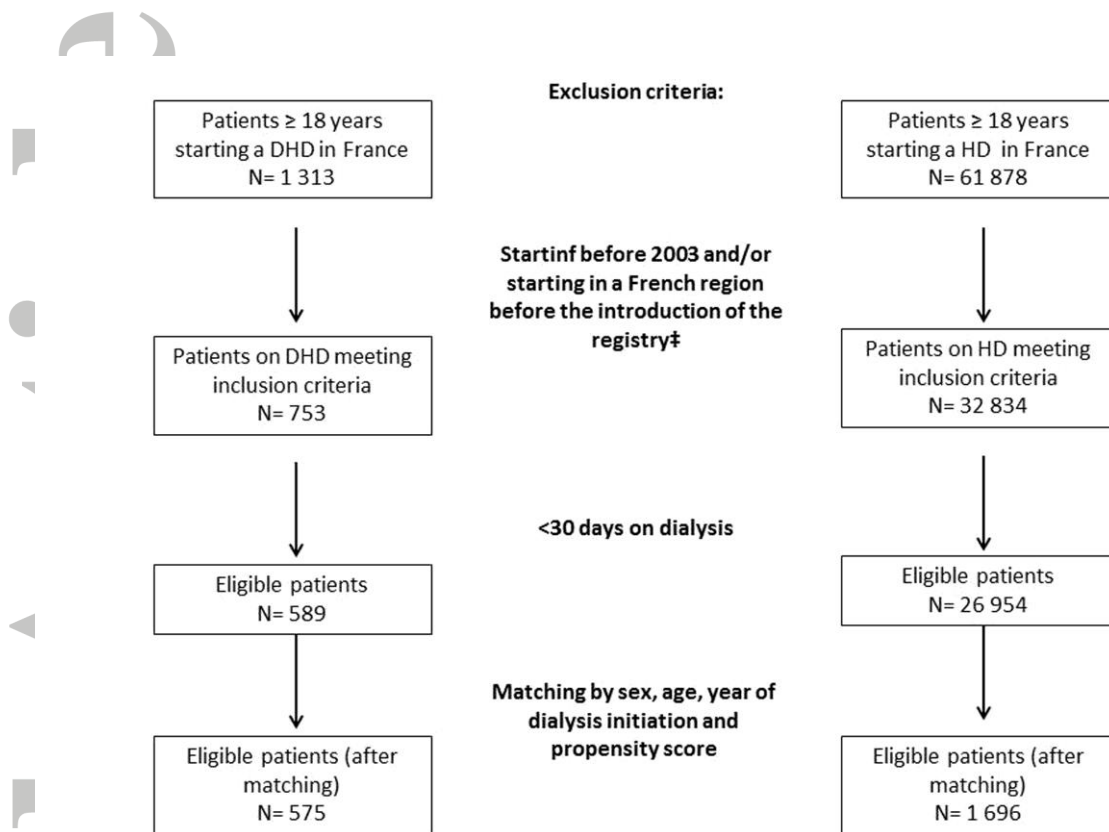 Exclusion criteria:
Patients ≥ 18 years
starting a DHD in France
N= 1 313
Patients ≥ 18 years
starting a HD in France
N= 61 878
Startinf before 2003 and/or
starting in a French region
before the introduction of the
registry‡
Patients on DHD meeting
inclusion criteria
N= 753
Patients on HD meeting
inclusion criteria
N= 32 834
<30 days on dialysis
Eligible patients
N= 589
Eligible patients
N= 26 954
Matching by sex, age, year of
dialysis initiation and
propensity score
Eligible patients (after
matching)
N= 575
Eligible patients (after
matching)
N= 1 696